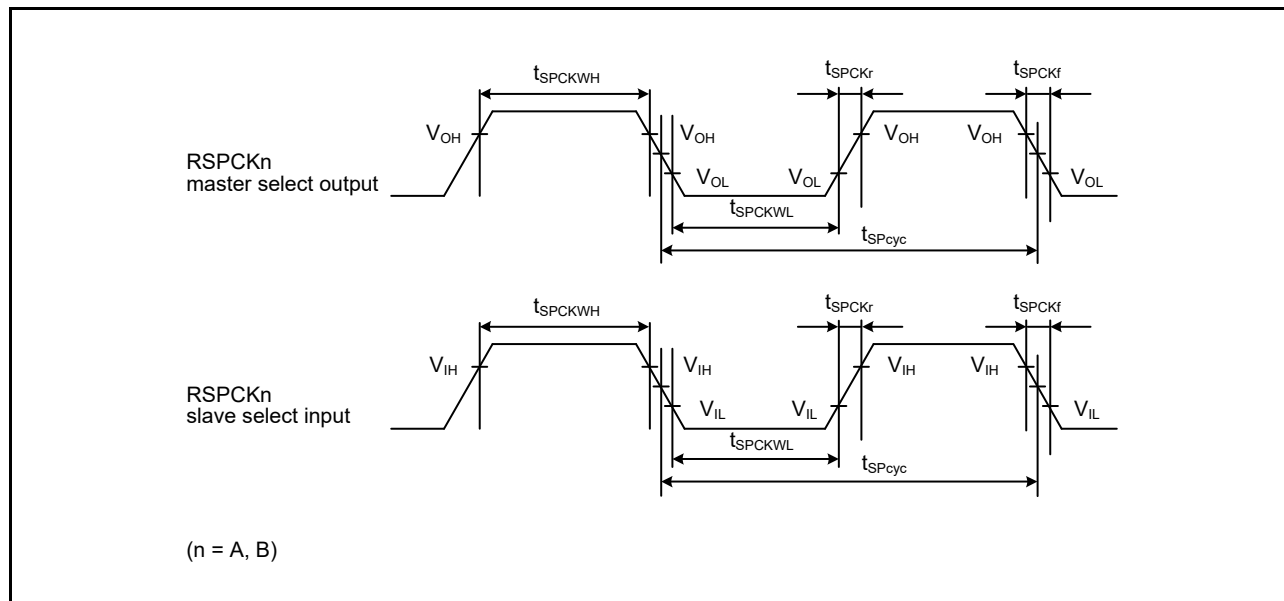 tSPCKWH
tSPCKr
tSPCKf
VOH
VOH
VOH
VOH
RSPCKn
master select output
VOL
VOL
VOL
tSPCKWL
tSPcyc
tSPCKWH
tSPCKr
tSPCKf
VIH
VIH
VIH
VIH
RSPCKn
slave select input
VIL
VIL
VIL
tSPCKWL
tSPcyc
(n = A, B)